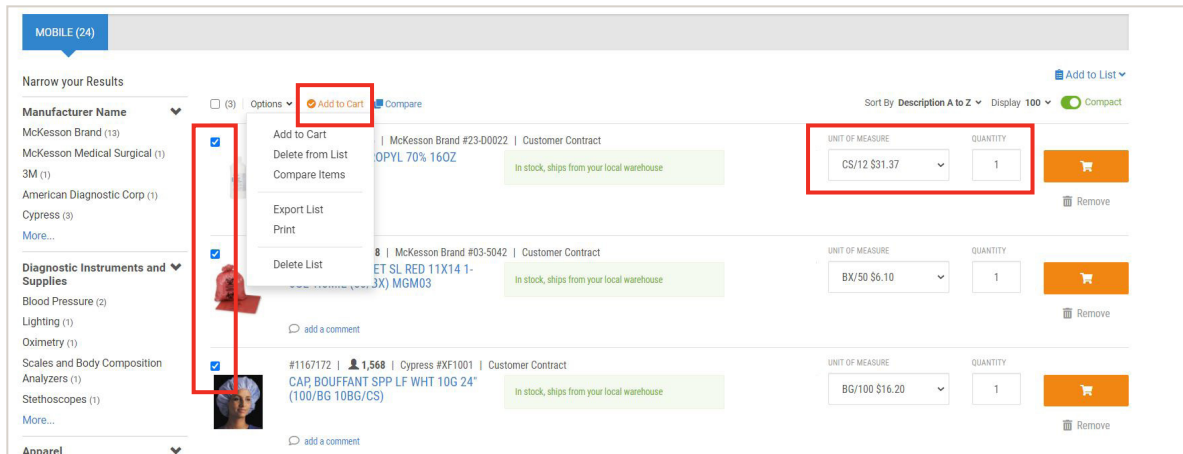 MOBILE (24)
Add to List
Narrow your Results
Manufacturer Name
McKesson Brand (13)
McKesson Medical Surgical (1)
3M (1)
American Diagnostic Corp (1)
Cypress (3)
More...
Diagnostic Instruments and
Supplies
Blood Pressure (2)
Lighting (1)
Oximetry (1)
Scales and Body Composition
Analyzers (1)
Stethoscopes (1)
More...
Apparel
(3) | Options Add to Cart Compare
Sort By Description A to Z Display 100 Compact
Add to Cart
Delete from List
Compare Items
Export List
Print
Delete List
| McKesson Brand #23-D0022 | Customer Contract
OPYL 70% 16OZ
In stock, ships from your local warehouse
UNIT OF MEASURE QUANTITY
CS/12 $31.37 1
Remove
8 | McKesson Brand #03-5042 | Customer Contract
ET SL RED 11X14 1-
BX) MGM03
In stock, ships from your local warehouse
add a comment
UNIT OF MEASURE QUANTITY
BX/50 $6.10 1
Remove
#1167172 | 1,568 | Cypress #XF1001 | Customer Contract
CAP, BOUFFANT SPP LF WHT 10G 24"
(100/BG 10BG/CS)
In stock, ships from your local warehouse
add a comment
UNIT OF MEASURE QUANTITY
BG/100 $16.20 1
Remove